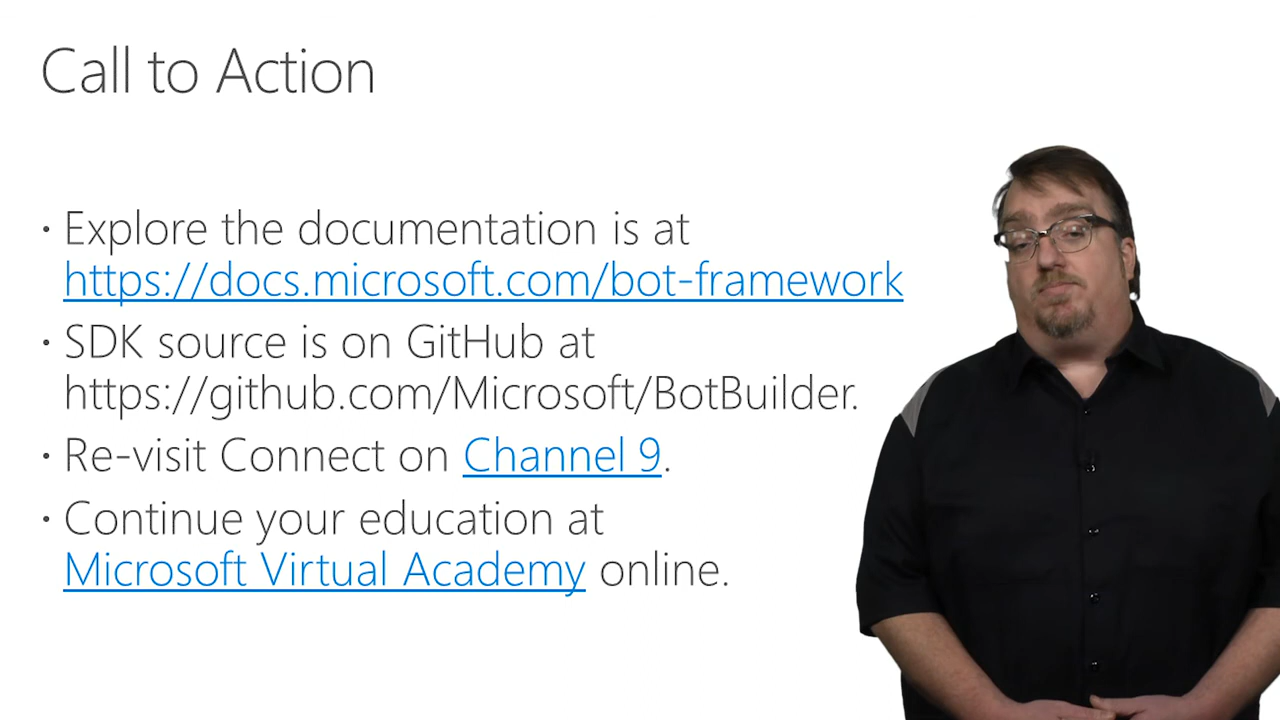 Call to Action
· Explore the documentation is at
https://docs.microsoft.com/bot-framework
· SDK source is on GitHub at
https://github.com/Microsoft/BotBuilder.
· Re-visit Connect on Channel 9.
· Continue your education at
Microsoft Virtual Academy online.